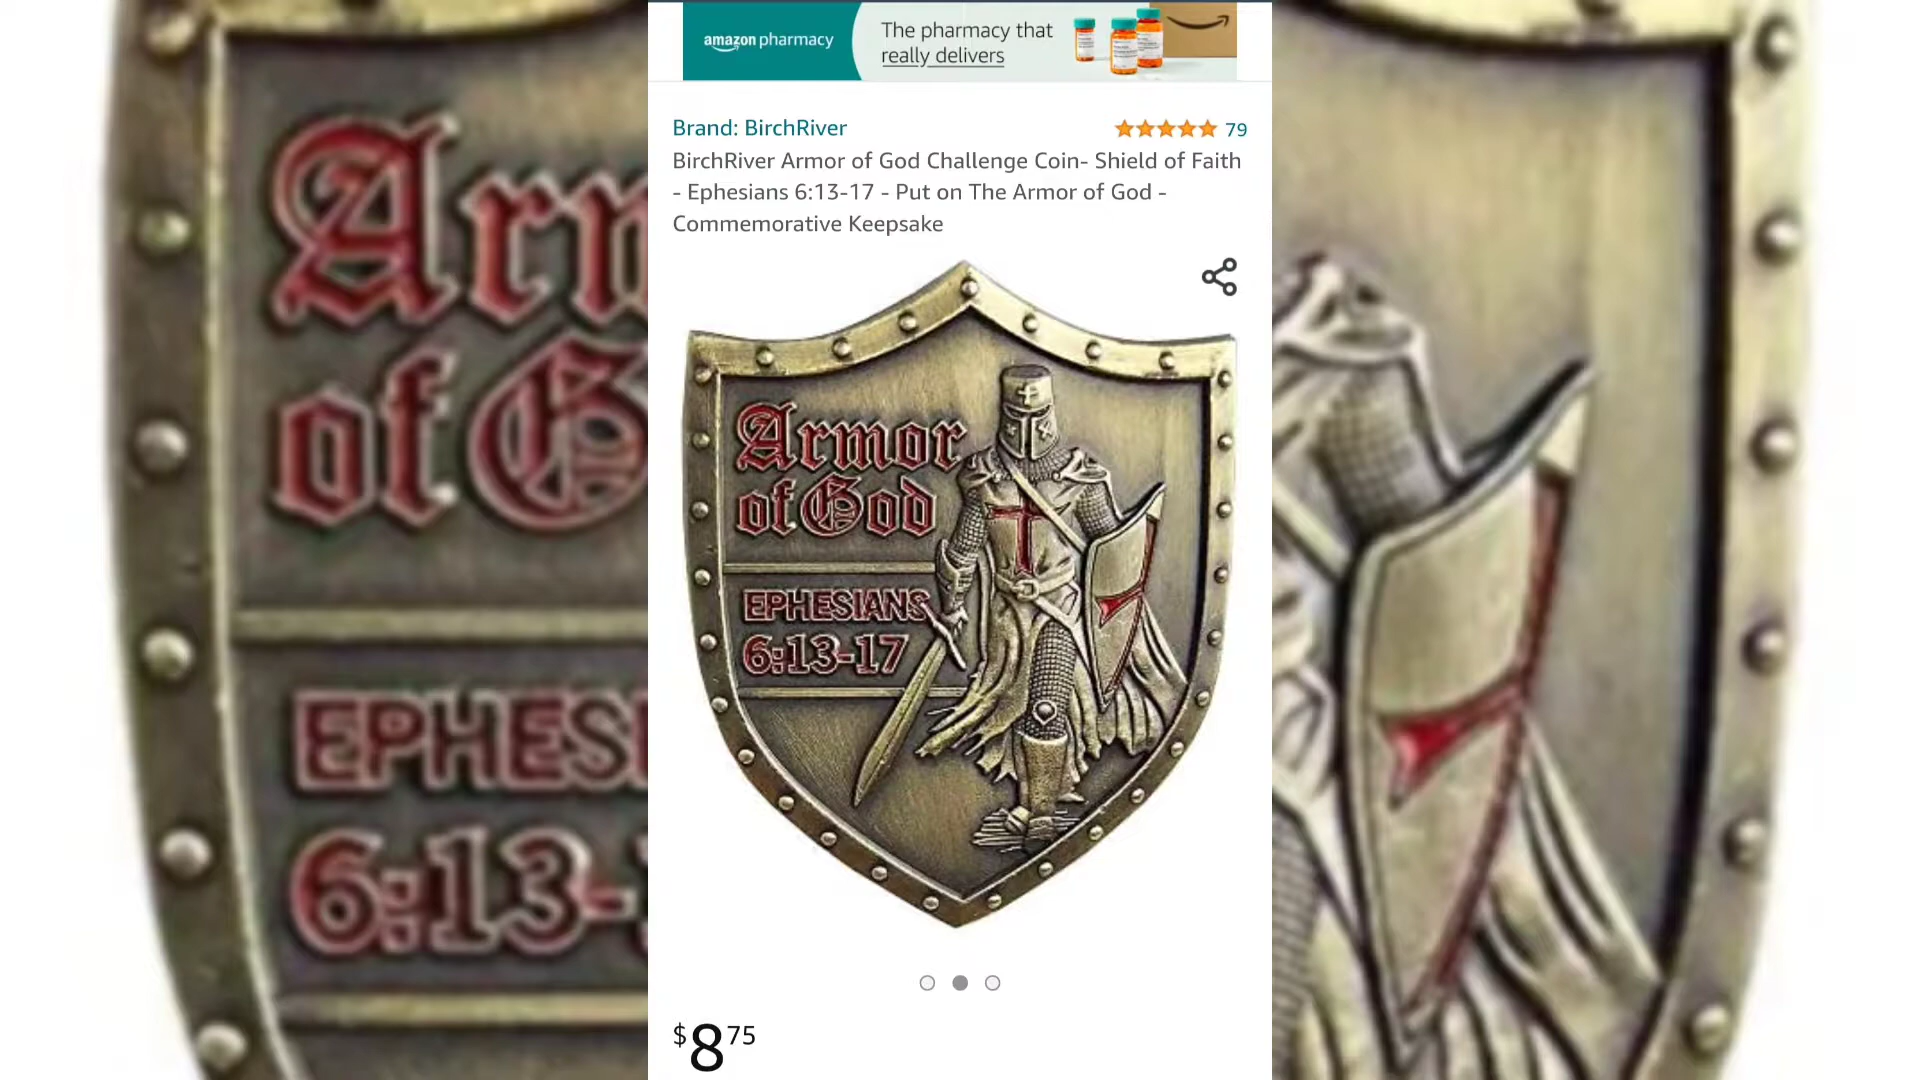 amazon pharmacy
The pharmacy that
really delivers
Brand: BirchRiver
79
BirchRiver Armor of God Challenge Coin- Shield of Faith
- Ephesians 6:13-17 - Put on The Armor of God -
Commemorative Keepsake
Armor
of God
EPHESIANS
6:13-17
$8 75